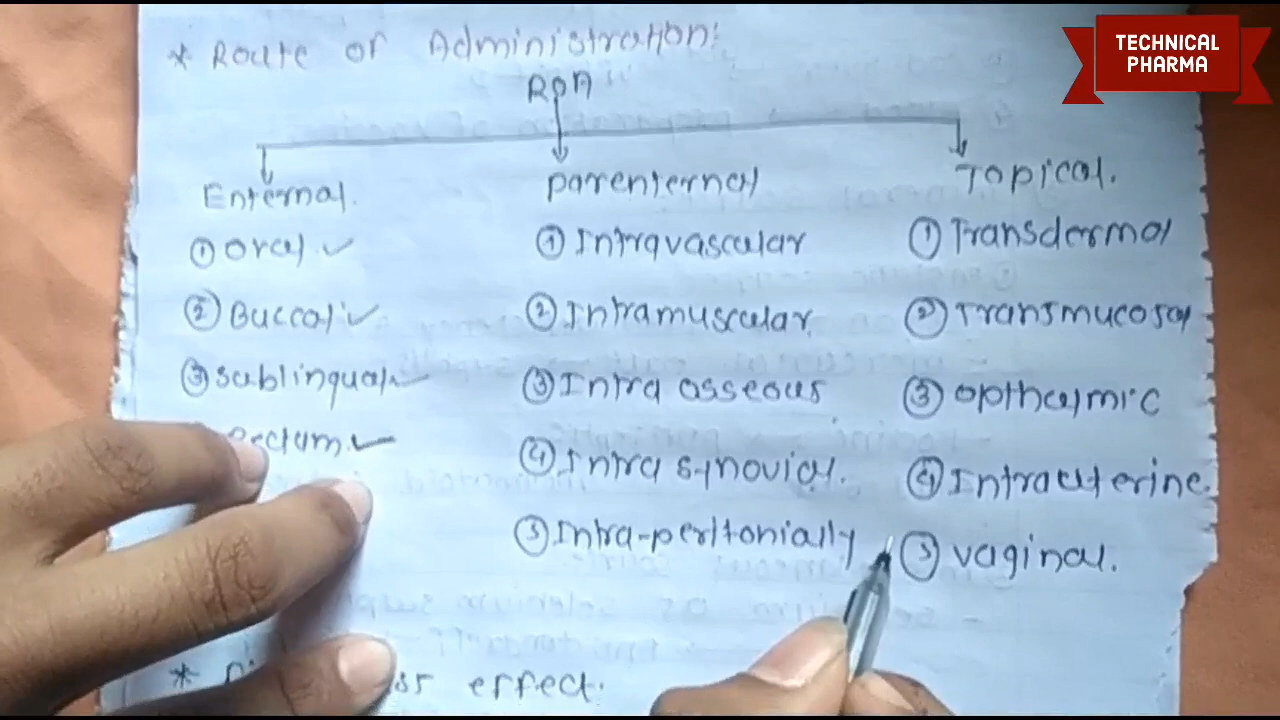 * Route of Administration:
ROA
Enternal.
① Oral ✓
② Buccal ✓
③ Sublingual ✓
Rectum. ✓
Parenternal
① Intravascular
② Intramuscular
③ Intra osseous
④ Intra synovial.
⑤ Intra-peritonially
Topical.
① Transdermal
② Transmucosal
③ opthalmic
④ Intrauterine.
⑤ vaginal.
* effect.
TECHNICAL
PHARMA